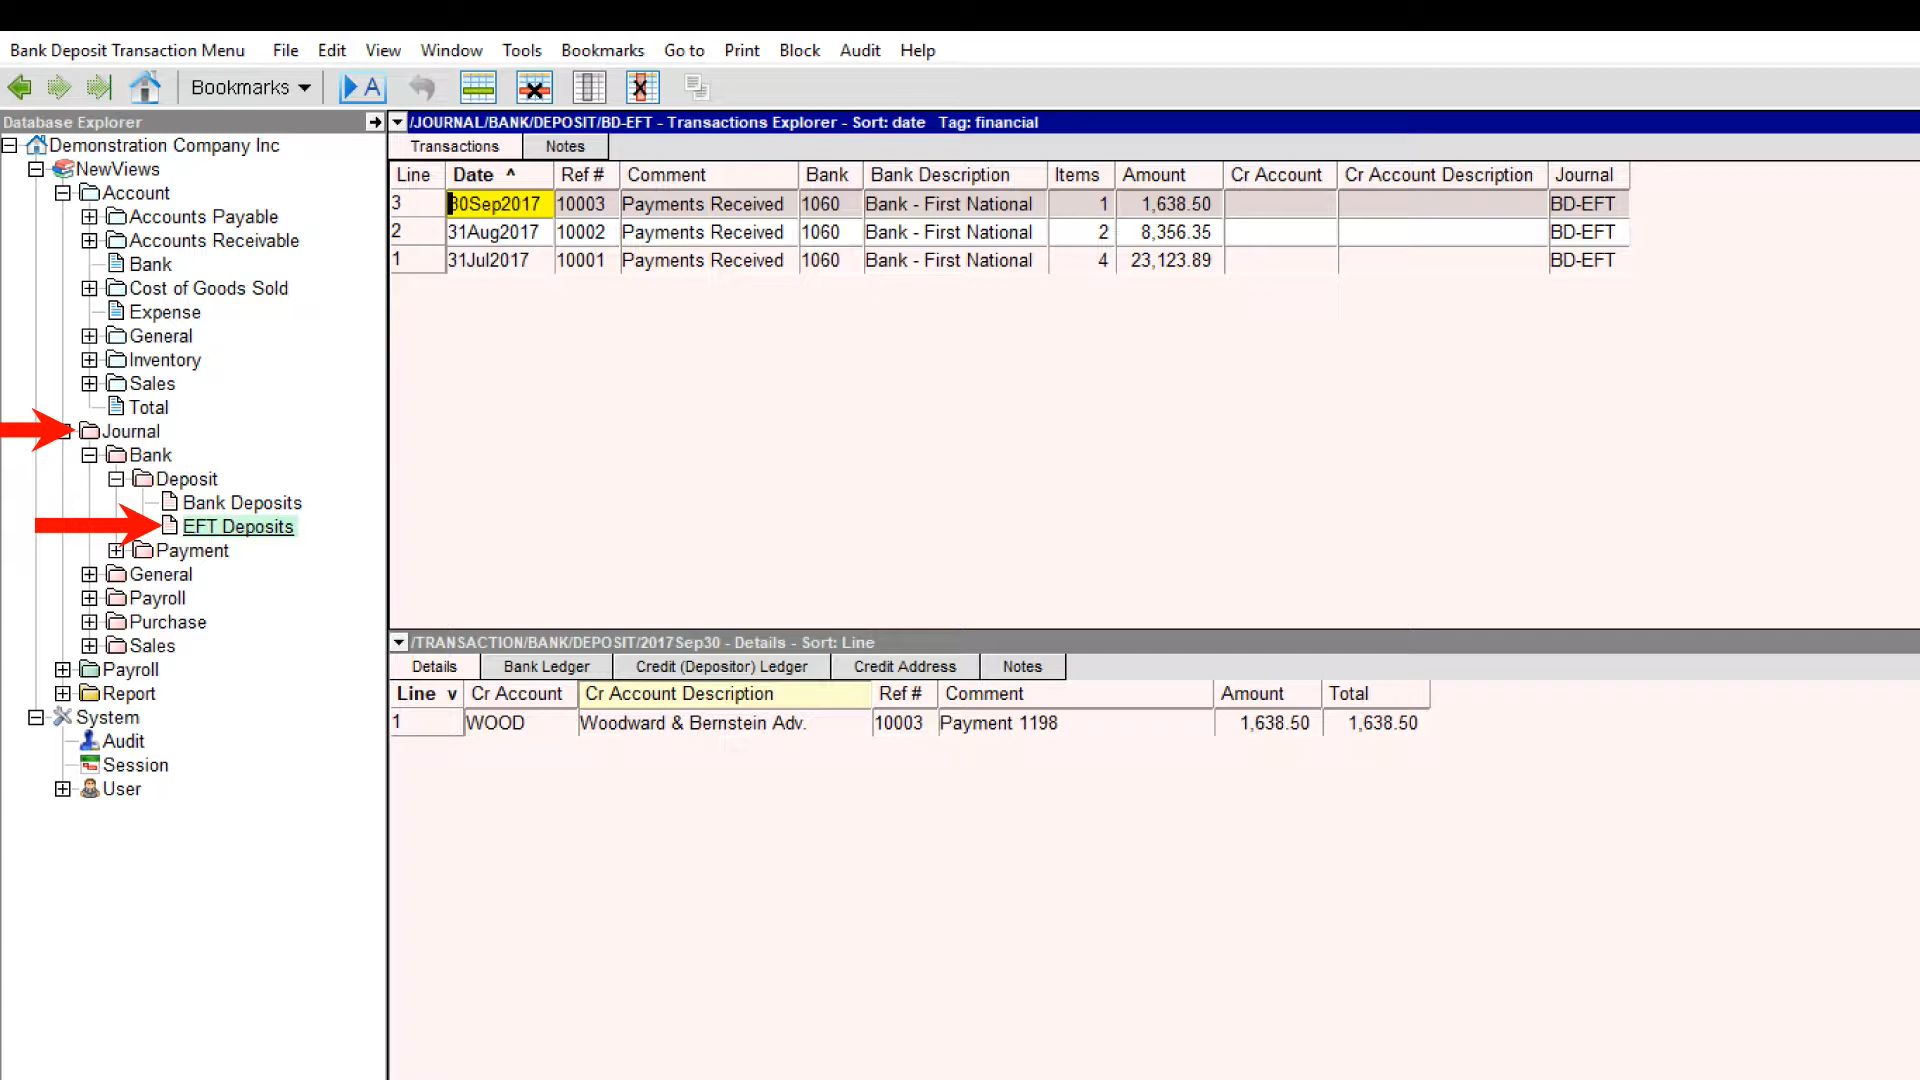 Bank Deposit Transaction Menu File Edit View Window Tools Bookmarks Go to Print Block Audit Help
Bookmarks A
Database Explorer
Demonstration Company Inc
NewViews
Account
Accounts Payable
Accounts Receivable
Bank
Cost of Goods Sold
Expense
General
Inventory
Sales
Total
Journal
Bank
Deposit
Bank Deposits
EFT Deposits
Payment
General
Payroll
Purchase
Sales
Payroll
Report
System
Audit
Session
User
/JOURNAL/BANK/DEPOSIT/BD-EFT - Transactions Explorer - Sort: date Tag: financial
Transactions Notes
Line Date ^ Ref # Comment Bank Bank Description Items Amount Cr Account Cr Account Description Journal
3 30Sep2017 10003 Payments Received 1060 Bank - First National 1 1,638.50 BD-EFT
2 31Aug2017 10002 Payments Received 1060 Bank - First National 2 8,356.35 BD-EFT
1 31Jul2017 10001 Payments Received 1060 Bank - First National 4 23,123.89 BD-EFT
/TRANSACTION/BANK/DEPOSIT/2017Sep30 - Details - Sort: Line
Details Bank Ledger Credit (Depositor) Ledger Credit Address Notes
Line v Cr Account Cr Account Description Ref # Comment Amount Total
1 WOOD Woodward & Bernstein Adv. 10003 Payment 1198 1,638.50 1,638.50